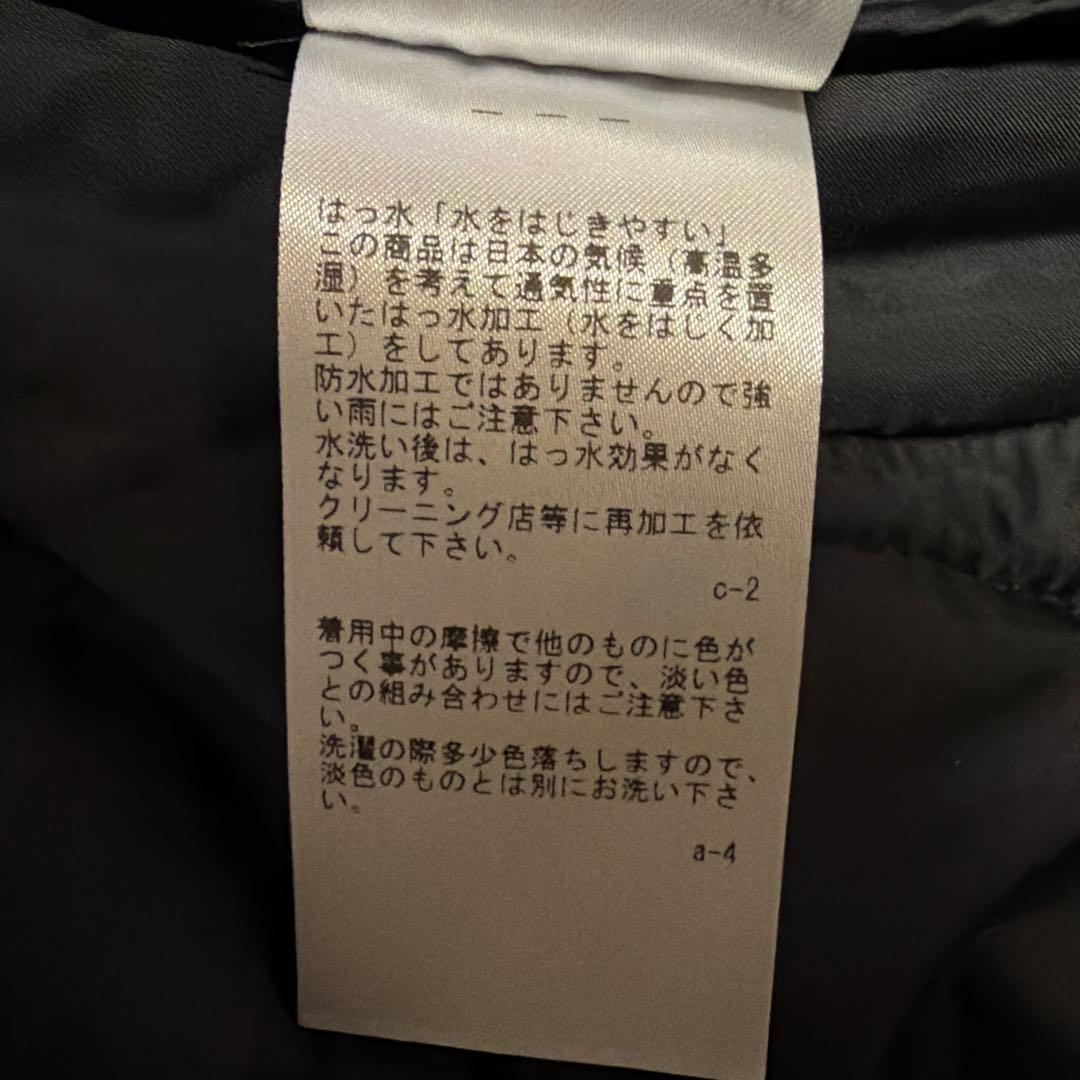 はっ水「水をはじきやすい」
この商品は日本の気候（高温多
湿）を考えて通気性に重点を置
いたはっ水加工（水をはじく加
工）をしてあります。
防水加工ではありませんので強
い雨にはご注意下さい。
水洗い後は、はっ水効果がなく
なります。
クリーニング店等に再加工を依
頼して下さい。
c-2
着用中の摩擦で他のものに色が
つく事がありますので、淡い色
との組み合わせにはご注意下さ
い。
洗濯の際多少色落ちしますので、
淡色のものとは別にお洗い下さ
い。
a-4